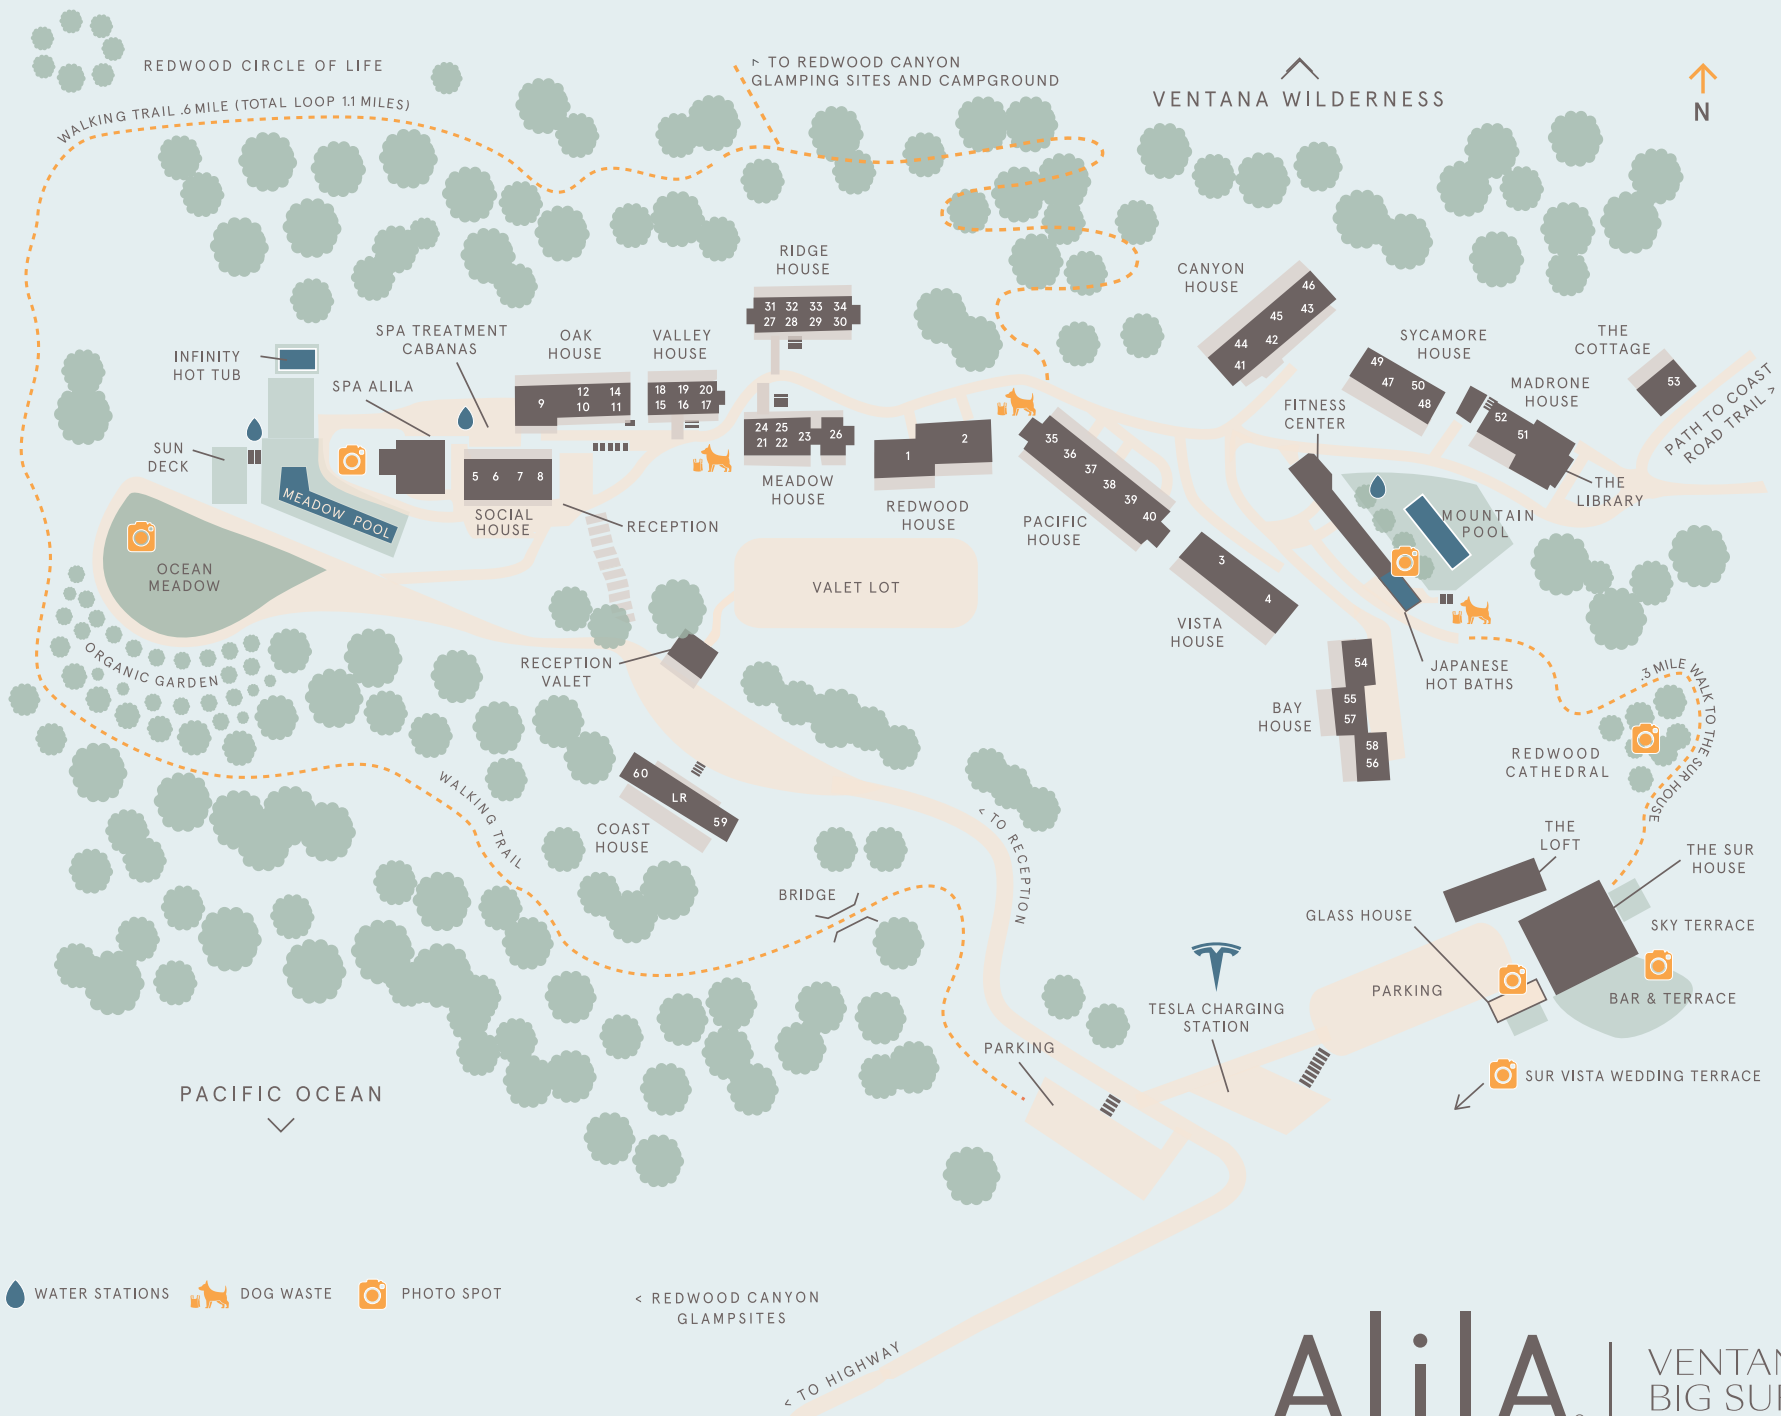 REDWOOD CIRCLE OF LIFE
WALKING TRAIL .6 MILE (TOTAL LOOP 1.1 MILES)
^ TO REDWOOD CANYON
GLAMPING SITES AND CAMPGROUND
VENTANA WILDERNESS
N
RIDGE
HOUSE
31 32 33 34
27 28 29 30
CANYON
HOUSE
46
45 43
44 42
41
SYCAMORE
HOUSE
49
47 50
48
THE
COTTAGE
53
MADRONE
HOUSE
52
51
PATH TO COAST
ROAD TRAIL >
THE
LIBRARY
INFINITY
HOT TUB
SPA TREATMENT
CABANAS
SPA ALILA
OAK
HOUSE
12 14
9 10 11
VALLEY
HOUSE
18 19 20
15 16 17
SUN
DECK
MEADOW POOL
5 6 7 8
SOCIAL
HOUSE
RECEPTION
24 25
21 22 23 26
MEADOW
HOUSE
2
1
REDWOOD
HOUSE
35
36
37
38
39
40
PACIFIC
HOUSE
FITNESS
CENTER
MOUNTAIN
POOL
OCEAN
MEADOW
ORGANIC GARDEN
VALET LOT
3
4
VISTA
HOUSE
RECEPTION
VALET
JAPANESE
HOT BATHS
54
55
57
58
56
BAY
HOUSE
.3 MILE WALK TO THE SUR HOUSE
REDWOOD
CATHEDRAL
WALKING TRAIL
60
LR
59
COAST
HOUSE
< TO RECEPTION
BRIDGE
THE
LOFT
THE SUR
HOUSE
GLASS HOUSE
SKY TERRACE
PARKING
BAR & TERRACE
TESLA CHARGING
STATION
PARKING
SUR VISTA WEDDING TERRACE
PACIFIC OCEAN
WATER STATIONS
DOG WASTE
PHOTO SPOT
< REDWOOD CANYON
GLAMPSITES
< TO HIGHWAY
AlilA
VENTAN
BIG SUR